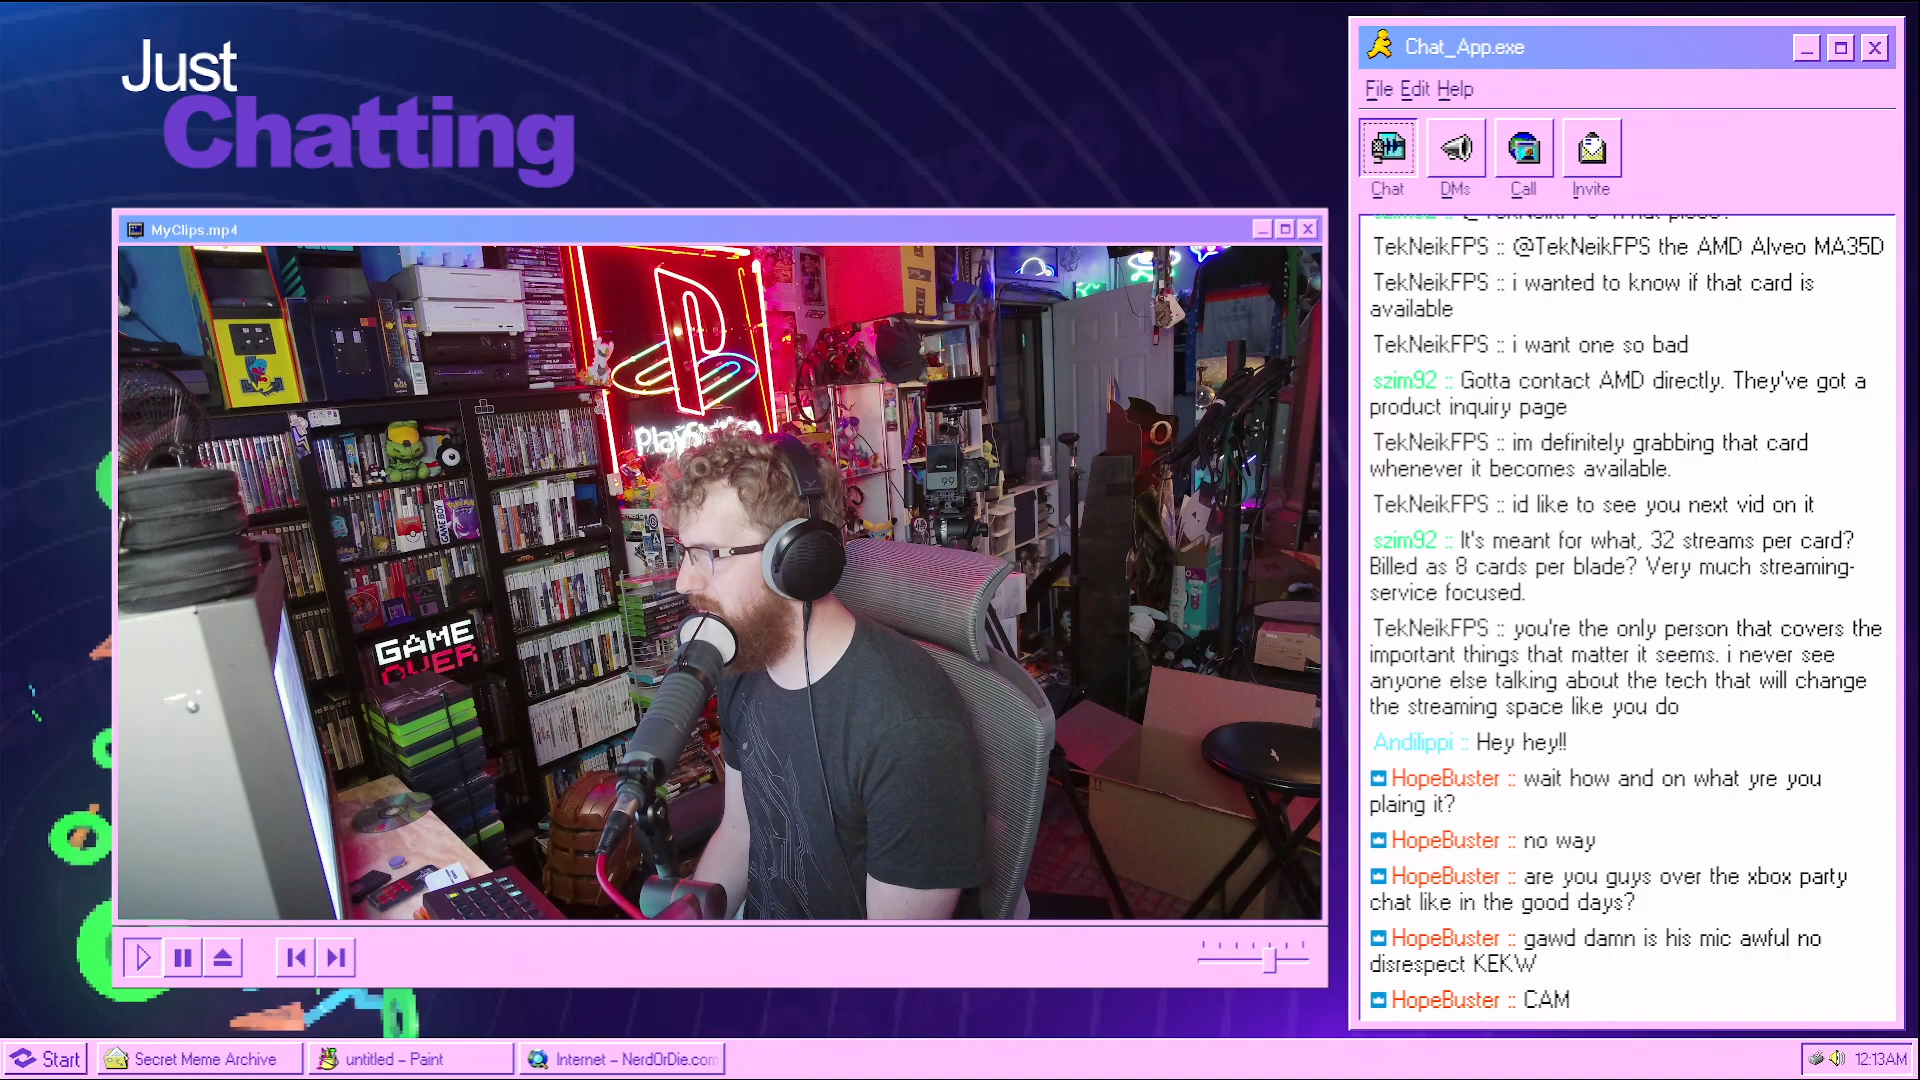 Just
Chatting
MyClips.mp4
PlayStation
GAME
OVER
GAME BOY
99
Chat_App.exe
File Edit Help
Chat
DMs
Call
Invite
TekNeikFPS :: @TekNeikFPS the AMD Alveo MA35D
TekNeikFPS :: i wanted to know if that card is
available
TekNeikFPS :: i want one so bad
szim92 :: Gotta contact AMD directly. They've got a
product inquiry page
TekNeikFPS :: im definitely grabbing that card
whenever it becomes available.
TekNeikFPS :: id like to see you next vid on it
szim92 :: It's meant for what, 32 streams per card?
Billed as 8 cards per blade? Very much streaming-
service focused.
TekNeikFPS :: you're the only person that covers the
important things that matter it seems. i never see
anyone else talking about the tech that will change
the streaming space like you do
Andilippi :: Hey hey!!
HopeBuster :: wait how and on what yre you
plaing it?
HopeBuster :: no way
HopeBuster :: are you guys over the xbox party
chat like in the good days?
HopeBuster :: gawd damn is his mic awful no
disrespect KEKW
HopeBuster :: CAM
Start
Secret Meme Archive
untitled - Paint
Internet - NerdOrDie.com
12:13AM